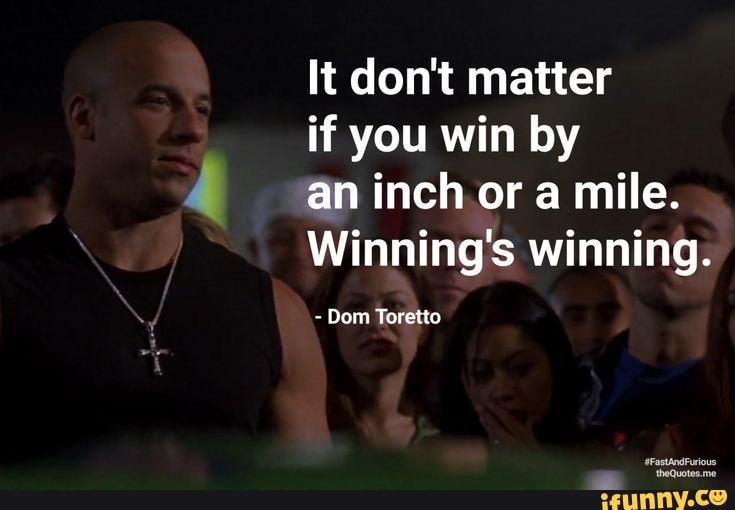 It don't matter
if you win by
an inch or a mile.
Winning's winning.
- Dom Toretto
#FastAndFurious
theQuotes.me
ifunny.co